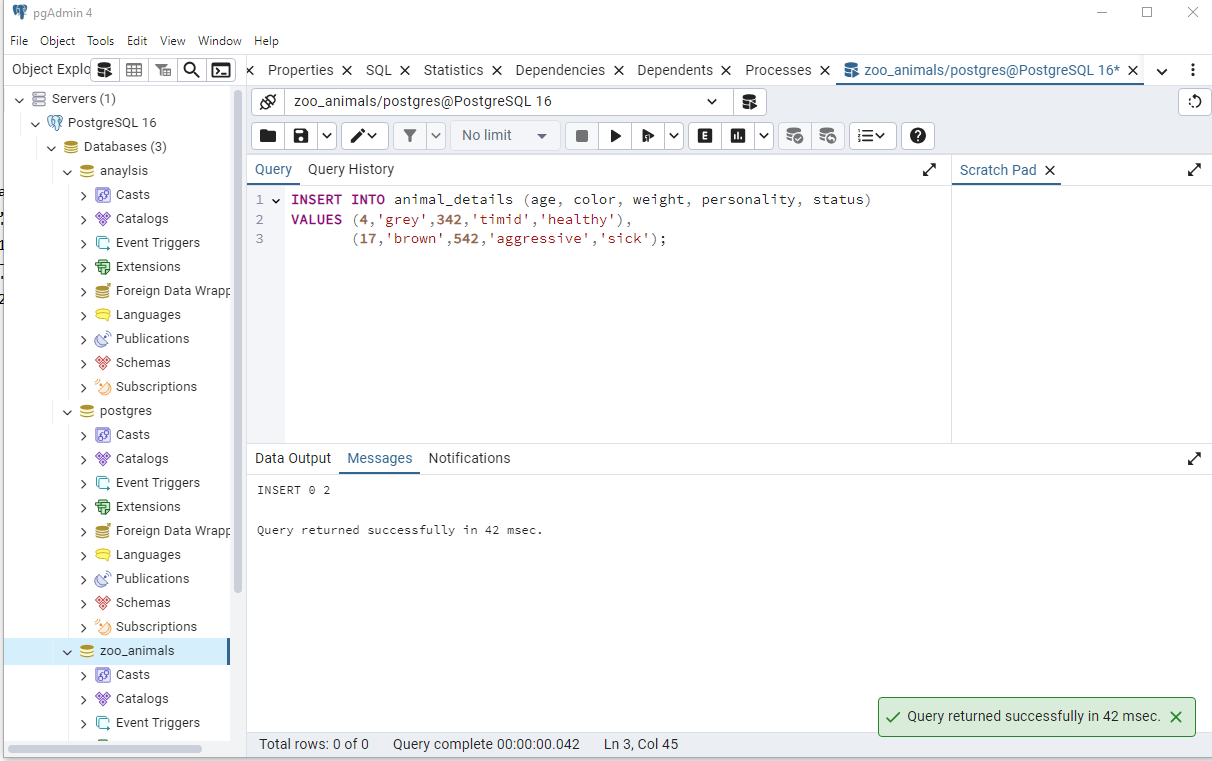 pgAdmin 4
File Object Tools Edit View Window Help
Object Explo
Properties SQL Statistics Dependencies Dependents Processes zoo_animals/postgres@PostgreSQL 16*
Servers (1)
PostgreSQL 16
Databases (3)
anaylsis
Casts
Catalogs
Event Triggers
Extensions
Foreign Data Wrapp
Languages
Publications
Schemas
Subscriptions
postgres
Casts
Catalogs
Event Triggers
Extensions
Foreign Data Wrapp
Languages
Publications
Schemas
Subscriptions
zoo_animals
Casts
Catalogs
Event Triggers
zoo_animals/postgres@PostgreSQL 16
No limit
E
Query Query History
Scratch Pad
1 INSERT INTO animal_details (age, color, weight, personality, status)
2 VALUES (4,'grey',342,'timid','healthy'),
3 (17,'brown',542,'aggressive','sick');
Data Output Messages Notifications
INSERT 0 2
Query returned successfully in 42 msec.
Query returned successfully in 42 msec.
Total rows: 0 of 0 Query complete 00:00:00.042 Ln 3, Col 45